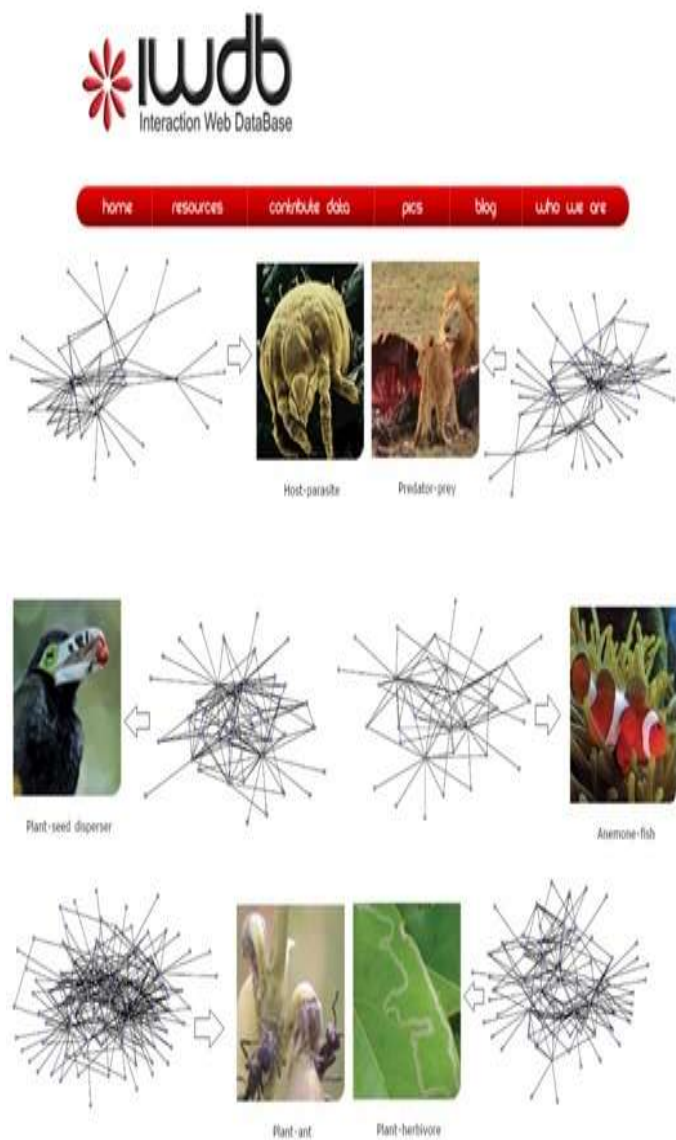 iwdb
Interaction Web DataBase
home resources contribute data pics blog who we are
Host-parasite Predator-prey
Plant-seed disperser Anemone-fish
Plant-ant Plant-herbivore